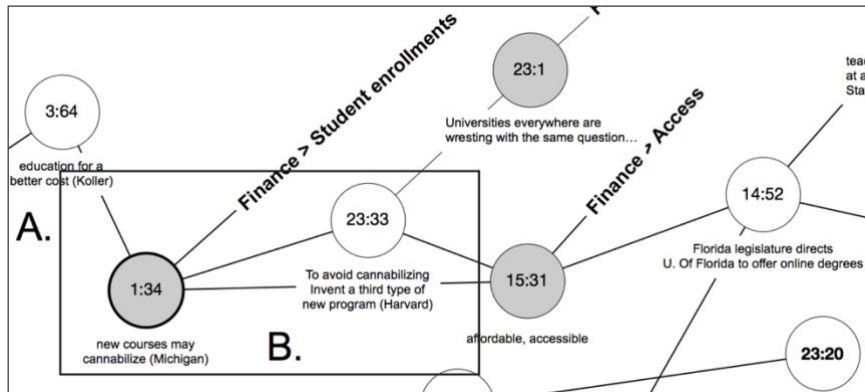 Finance > Student enrollments
3:64
education for a
better cost (Koller)
A.
23:1
Universities everywhere are
wresting with the same question…
Finance > Access
tea
at a
Sta
23:33
To avoid cannabilizing
Invent a third type of
new program (Harvard)
14:52
Florida legislature directs
U. Of Florida to offer online degrees
1:34
new courses may
cannabilize (Michigan)
B.
15:31
affordable, accessible
23:20